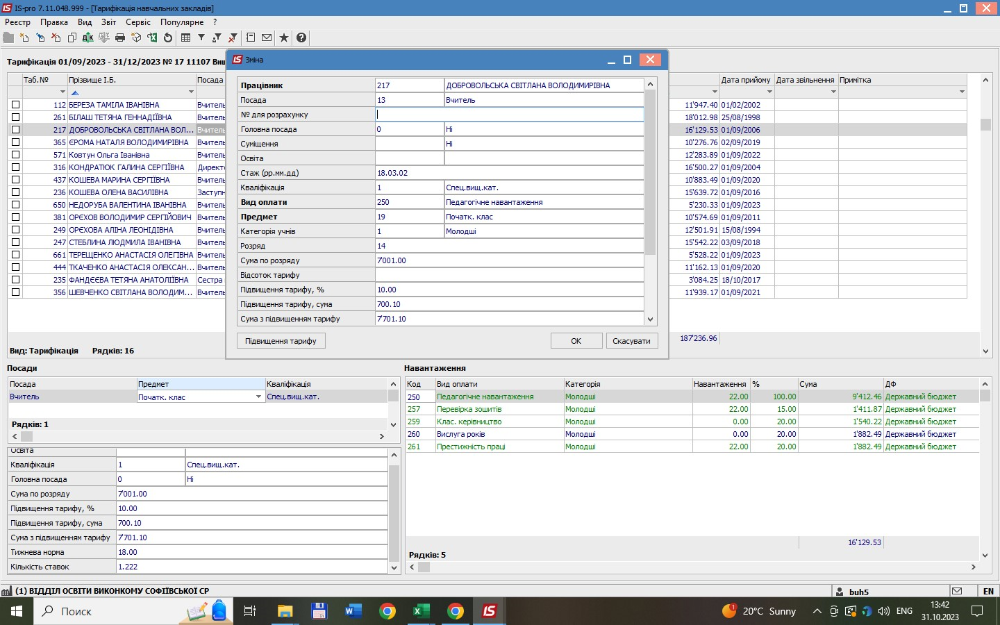 IS-pro 7.11.048.999 - [Тарифікація навчальних закладів]
Реєстр Правка Вид Звіт Сервіс Популярне ?
Тарифікація 01/09/2023 - 31/12/2023 № 17 11107 Виш
Таб.№ Прізвище І.Б. Посада Дата прийому Дата звільнення Примітка
112 БЕРЕЗА ТАМІЛА ІВАНІВНА Вчитель 11'947.40 01/02/2002
261 БІЛАШ ТЕТЯНА ГЕННАДІЇВНА Вчитель 18'012.98 25/08/1998
217 ДОБРОВОЛЬСЬКА СВІТЛАНА ВОЛ... Вчитель 16'129.53 01/09/2006
365 ЄРОМА НАТАЛЯ ВОЛОДИМИРІВНА Вчитель 10'276.76 02/09/2019
571 Ковтун Ольга Іванівна Вчитель 12'283.89 01/09/2022
316 КОНДРАТЮК ГАЛИНА СЕРГІЇВНА Директ 16'500.27 01/09/2004
437 КОШЕВА МАРИНА СЕРГІЇВНА Вчитель 10'883.49 01/09/2020
236 КОШЕВА ОЛЕНА ВАСИЛІВНА Заступн 15'639.72 01/09/2016
650 НЕДОРУБА ВАЛЕНТИНА ІВАНІВНА Вчитель 5'230.33 01/09/2023
381 ОРЄХОВ ВОЛОДИМИР СЕРГІЙОВИЧ Вчитель 10'574.69 01/09/2011
249 ОРЄХОВА АЛІНА ЛЕОНІДІВНА Вчитель 12'501.91 15/08/1994
247 СТЕБЛИНА ЛЮДМИЛА ІВАНІВНА Вчитель 15'542.22 03/09/2018
661 ТЕРЕЩЕНКО АНАСТАСІЯ ОЛЕГІВНА Вчитель 5'528.22 01/09/2023
444 ТКАЧЕНКО АНАСТАСІЯ ОЛЕКСАН... Вчитель 11'162.13 01/09/2020
235 ФАНДЄЄВА ТЕТЯНА АНАТОЛІЇВНА Сестра 3'084.25 18/10/2017
356 ШЕВЧЕНКО СВІТЛАНА ВОЛОДИМ... Вчитель 11'939.17 01/09/2021
187'236.96
Вид: Тарифікація Рядків: 16
Зміна
Працівник 217 ДОБРОВОЛЬСЬКА СВІТЛАНА ВОЛОДИМИРІВНА
Посада 13 Вчитель
№ для розрахунку
Головна посада 0 Ні
Суміщення Ні
Освіта
Стаж (рр.мм.дд) 18.03.02
Кваліфікація 1 Спец.вищ.кат.
Вид оплати 250 Педагогічне навантаження
Предмет 19 Початк. клас
Категорія учнів 1 Молодші
Розряд 14
Сума по розряду 7'001.00
Відсоток тарифу
Підвищення тарифу, % 10.00
Підвищення тарифу, сума 700.10
Сума з підвищенням тарифу 7'701.10
Підвищення тарифу OK Скасувати
Посади
Посада Предмет Кваліфікація
Вчитель Початк. клас Спец.вищ.кат.
Рядків: 1
Освіта
Кваліфікація 1 Спец.вищ.кат.
Головна посада 0 Ні
Сума по розряду 7'001.00
Підвищення тарифу, % 10.00
Підвищення тарифу, сума 700.10
Сума з підвищенням тарифу 7'701.10
Тижнева норма 18.00
Кількість ставок 1.222
Навантаження
Код Вид оплати Категорія Навантаження % Сума ДФ
250 Педагогічне навантаження Молодші 22.00 100.00 9'412.46 Державний бюджет
257 Перевірка зошитів Молодші 22.00 15.00 1'411.87 Державний бюджет
259 Клас. керівництво Молодші 0.00 20.00 1'540.22 Державний бюджет
260 Вислуга років Молодші 0.00 20.00 1'882.49 Державний бюджет
261 Престижність праці Молодші 22.00 20.00 1'882.49 Державний бюджет
16'129.53
Рядків: 5
(1) ВІДДІЛ ОСВІТИ ВИКОНКОМУ СОФІЇВСЬКОЇ СР buh5 EN
Поиск 20°C Sunny ENG 13:42
31.10.2023